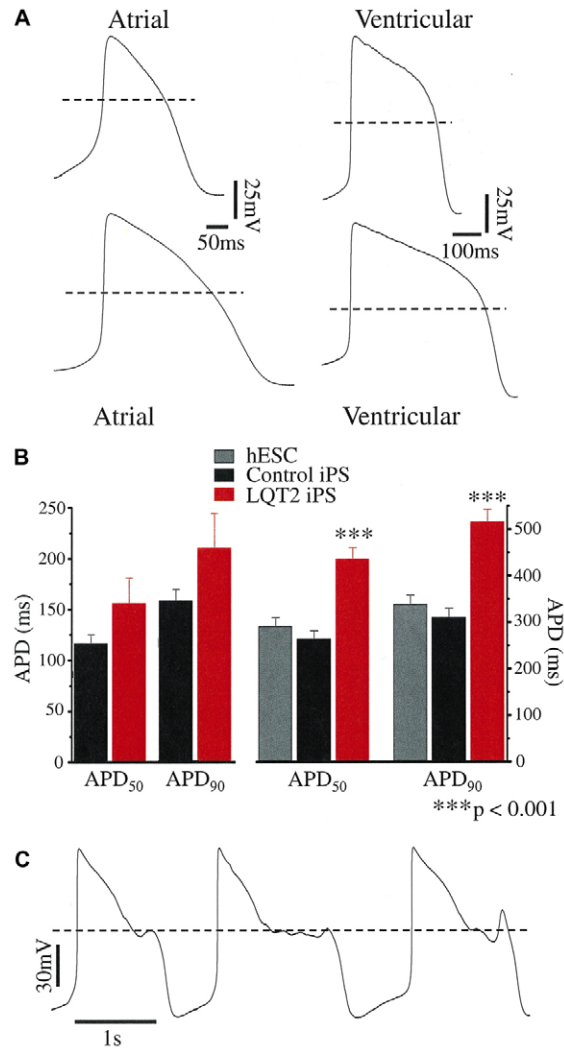 A
Atrial
Ventricular
25mV
50ms
25mV
100ms
Atrial
Ventricular
B
hESC
Control iPS
LQT2 iPS
250
200
150
100
50
0
APD (ms)
***
***
500
400
300
200
100
0
APD (ms)
APD50
APD90
APD50
APD90
***p < 0.001
C
30mV
1s